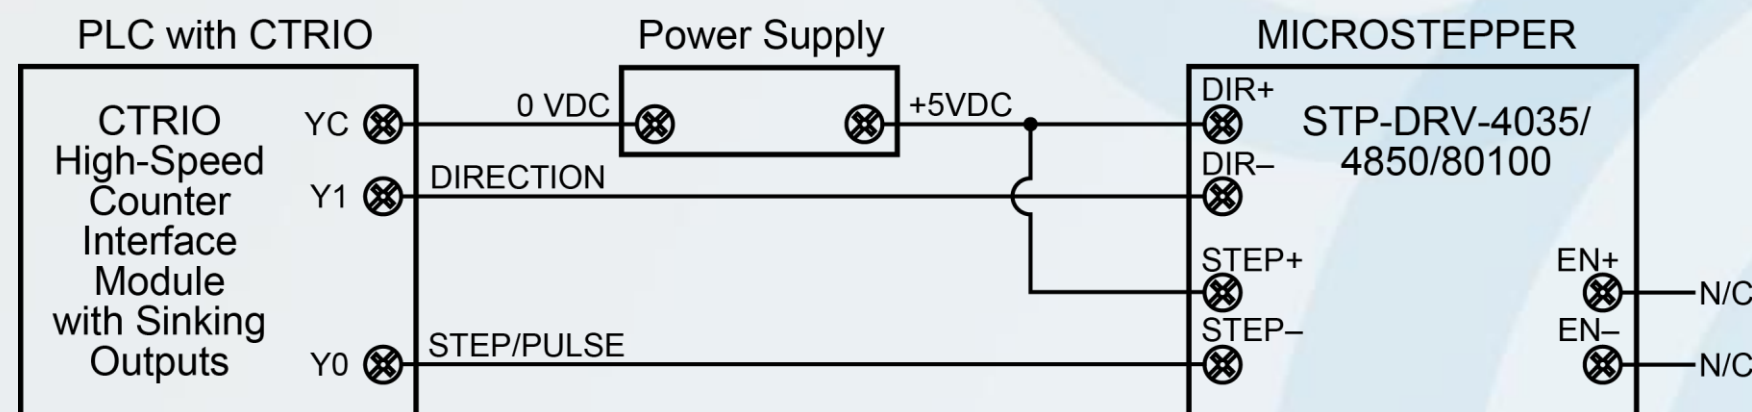 PLC with CTRIO
Power Supply
MICROSTEPPER
CTRIO
High-Speed
Counter
Interface
Module
with Sinking
Outputs
YC
Y1
Y0
0 VDC
+5VDC
DIRECTION
STEP/PULSE
DIR+
DIR–
STEP+
STEP–
STP-DRV-4035/
4850/80100
EN+
EN–
N/C
N/C